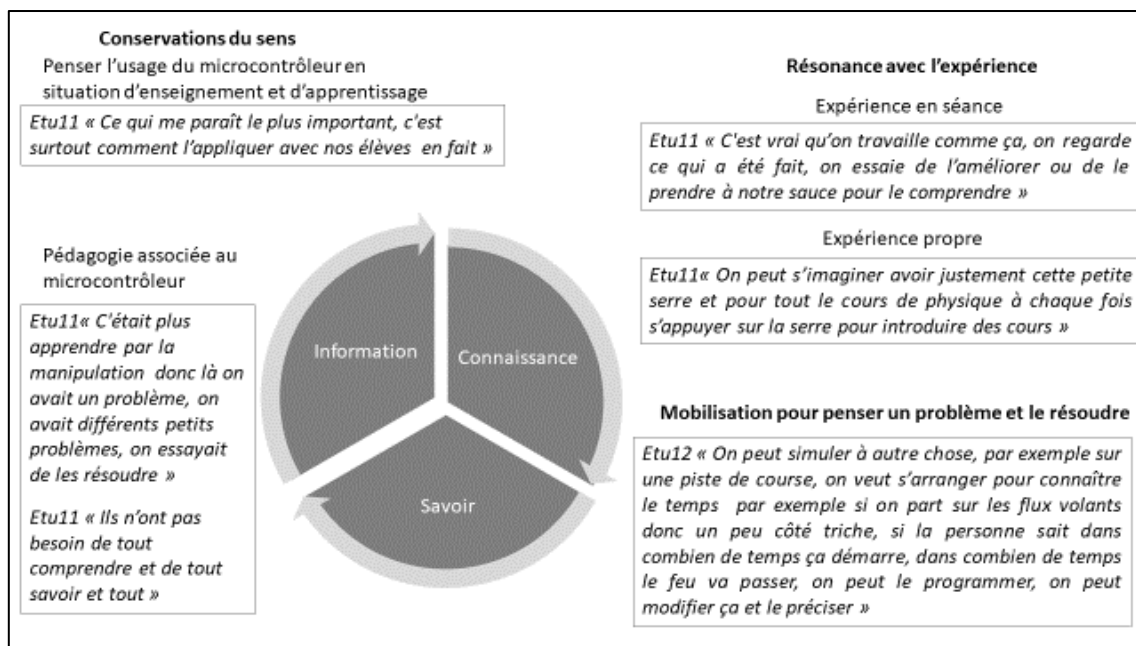 Conservations du sens
Penser l'usage du microcontrôleur en
situation d'enseignement et d'apprentissage
Etu11 « Ce qui me paraît le plus important, c'est
surtout comment l'appliquer avec nos élèves en fait »
Pédagogie associée au
microcontrôleur
Etu11« C'était plus
apprendre par la
manipulation donc là on
avait un problème, on
avait différents petits
problèmes, on essayait
de les résoudre »
Etu11 « Ils n'ont pas
besoin de tout
comprendre et de tout
savoir et tout »
Information
Connaissance
Savoir
Résonance avec l'expérience
Expérience en séance
Etu11 « C'est vrai qu'on travaille comme ça, on regarde
ce qui a été fait, on essaie de l'améliorer ou de le
prendre à notre sauce pour le comprendre »
Expérience propre
Etu11« On peut s'imaginer avoir justement cette petite
serre et pour tout le cours de physique à chaque fois
s'appuyer sur la serre pour introduire des cours »
Mobilisation pour penser un problème et le résoudre
Etu12 « On peut simuler à autre chose, par exemple sur
une piste de course, on veut s'arranger pour connaître
le temps par exemple si on part sur les flux volants
donc un peu côté triche, si la personne sait dans
combien de temps ça démarre, dans combien de temps
le feu va passer, on peut le programmer, on peut
modifier ça et le préciser »